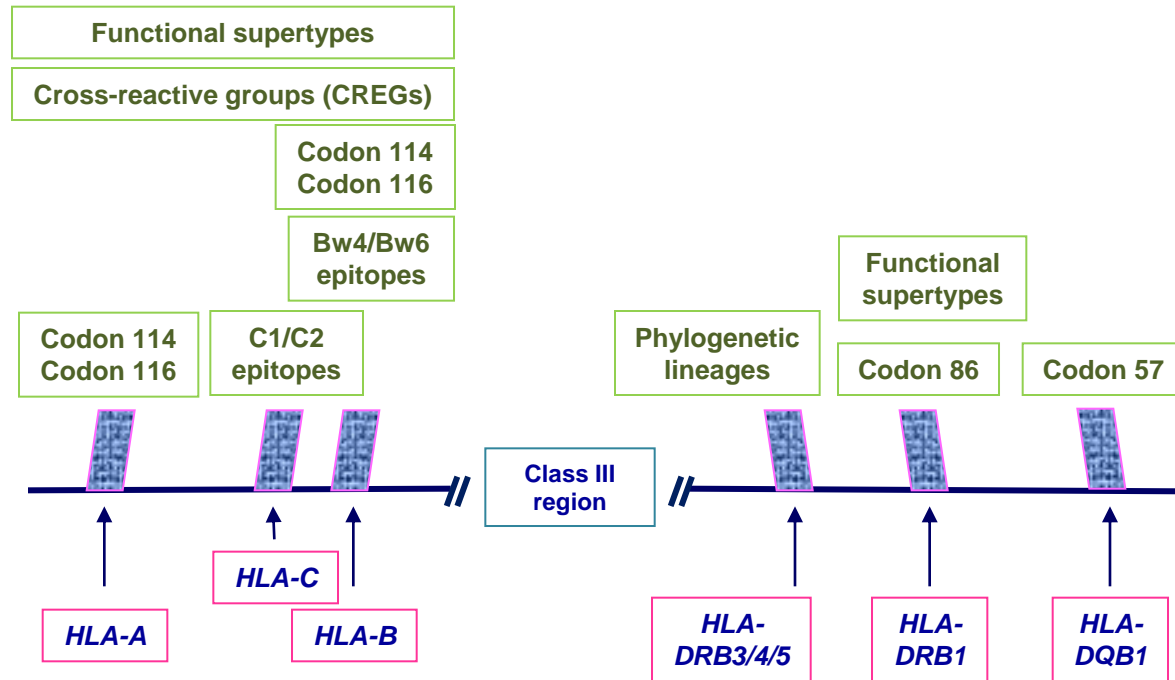 Functional supertypes
Cross-reactive groups (CREGs)
Codon 114
Codon 116
Bw4/Bw6
epitopes
Functional
supertypes
Codon 114
Codon 116
C1/C2
epitopes
Phylogenetic
lineages
Codon 86
Codon 57
Class III
region
HLA-C
HLA-A
HLA-B
HLA-
DRB3/4/5
HLA-
DRB1
HLA-
DQB1